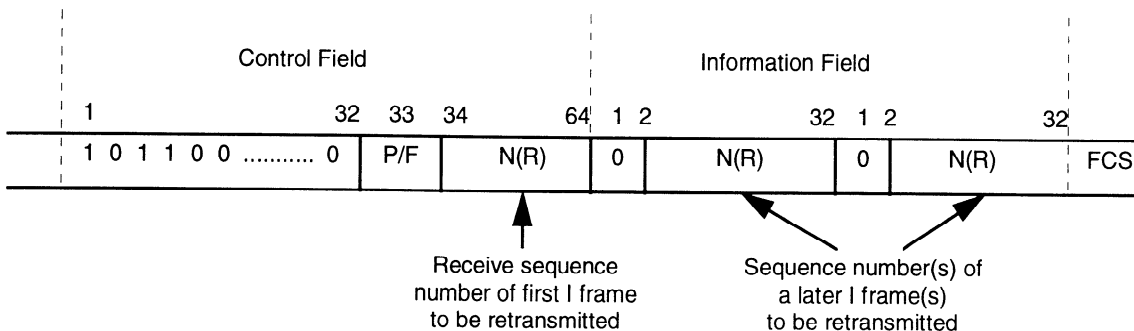 Control Field
Information Field
1 32 33 34 64 1 2 32 1 2 32
1 0 1 1 0 0 ........... 0 P/F N(R) 0 N(R) 0 N(R) FCS
Receive sequence
number of first I frame
to be retransmitted
Sequence number(s) of
a later I frame(s)
to be retransmitted